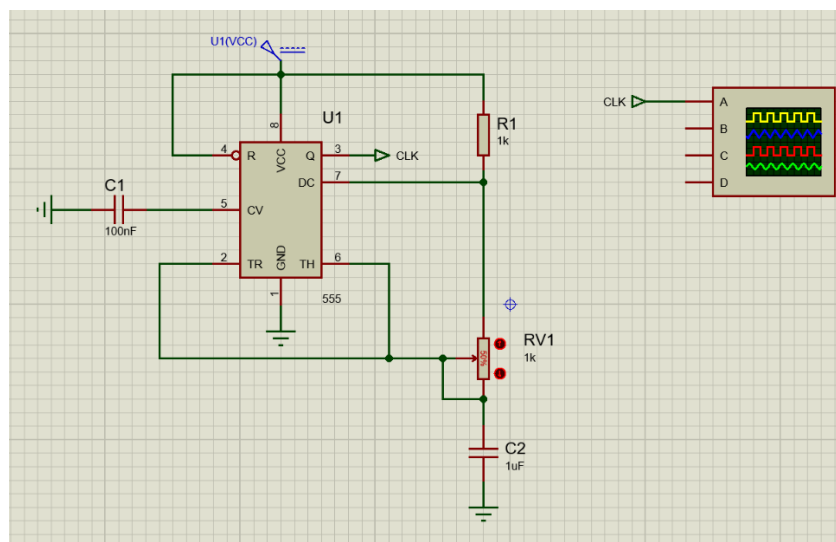 U1(VCC)
U1
8
VCC
4
R
Q
3
CLK
DC
7
C1
100nF
5
CV
2
TR
GND
TH
6
1
555
R1
1k
RV1
1k
50%
C2
1uF
CLK
A
B
C
D